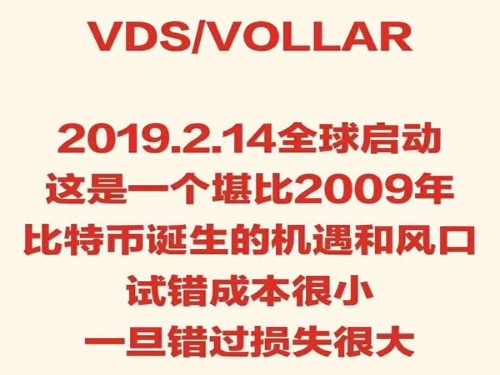 VDS/VOLLAR
2019.2.14全球启动
这是一个堪比2009年
比特币诞生的机遇和风口
试错成本很小
一旦错过损失很大